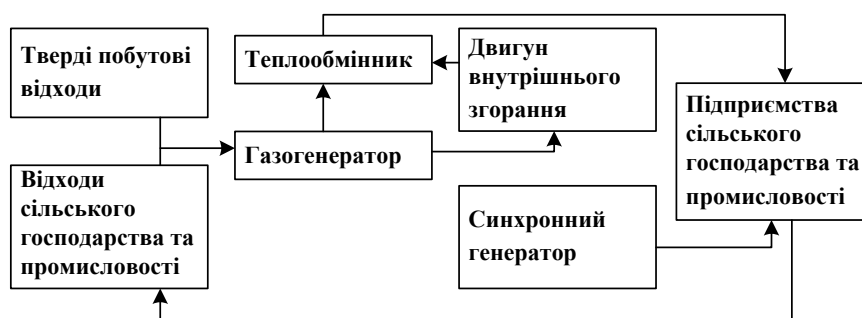 Тверді побутові
відходи
Теплообмінник
Двигун
внутрішнього
згорання
Підприємства
сільського
господарства та
промисловості
Газогенератор
Відходи
сільського
господарства та
промисловості
Синхронний
генератор